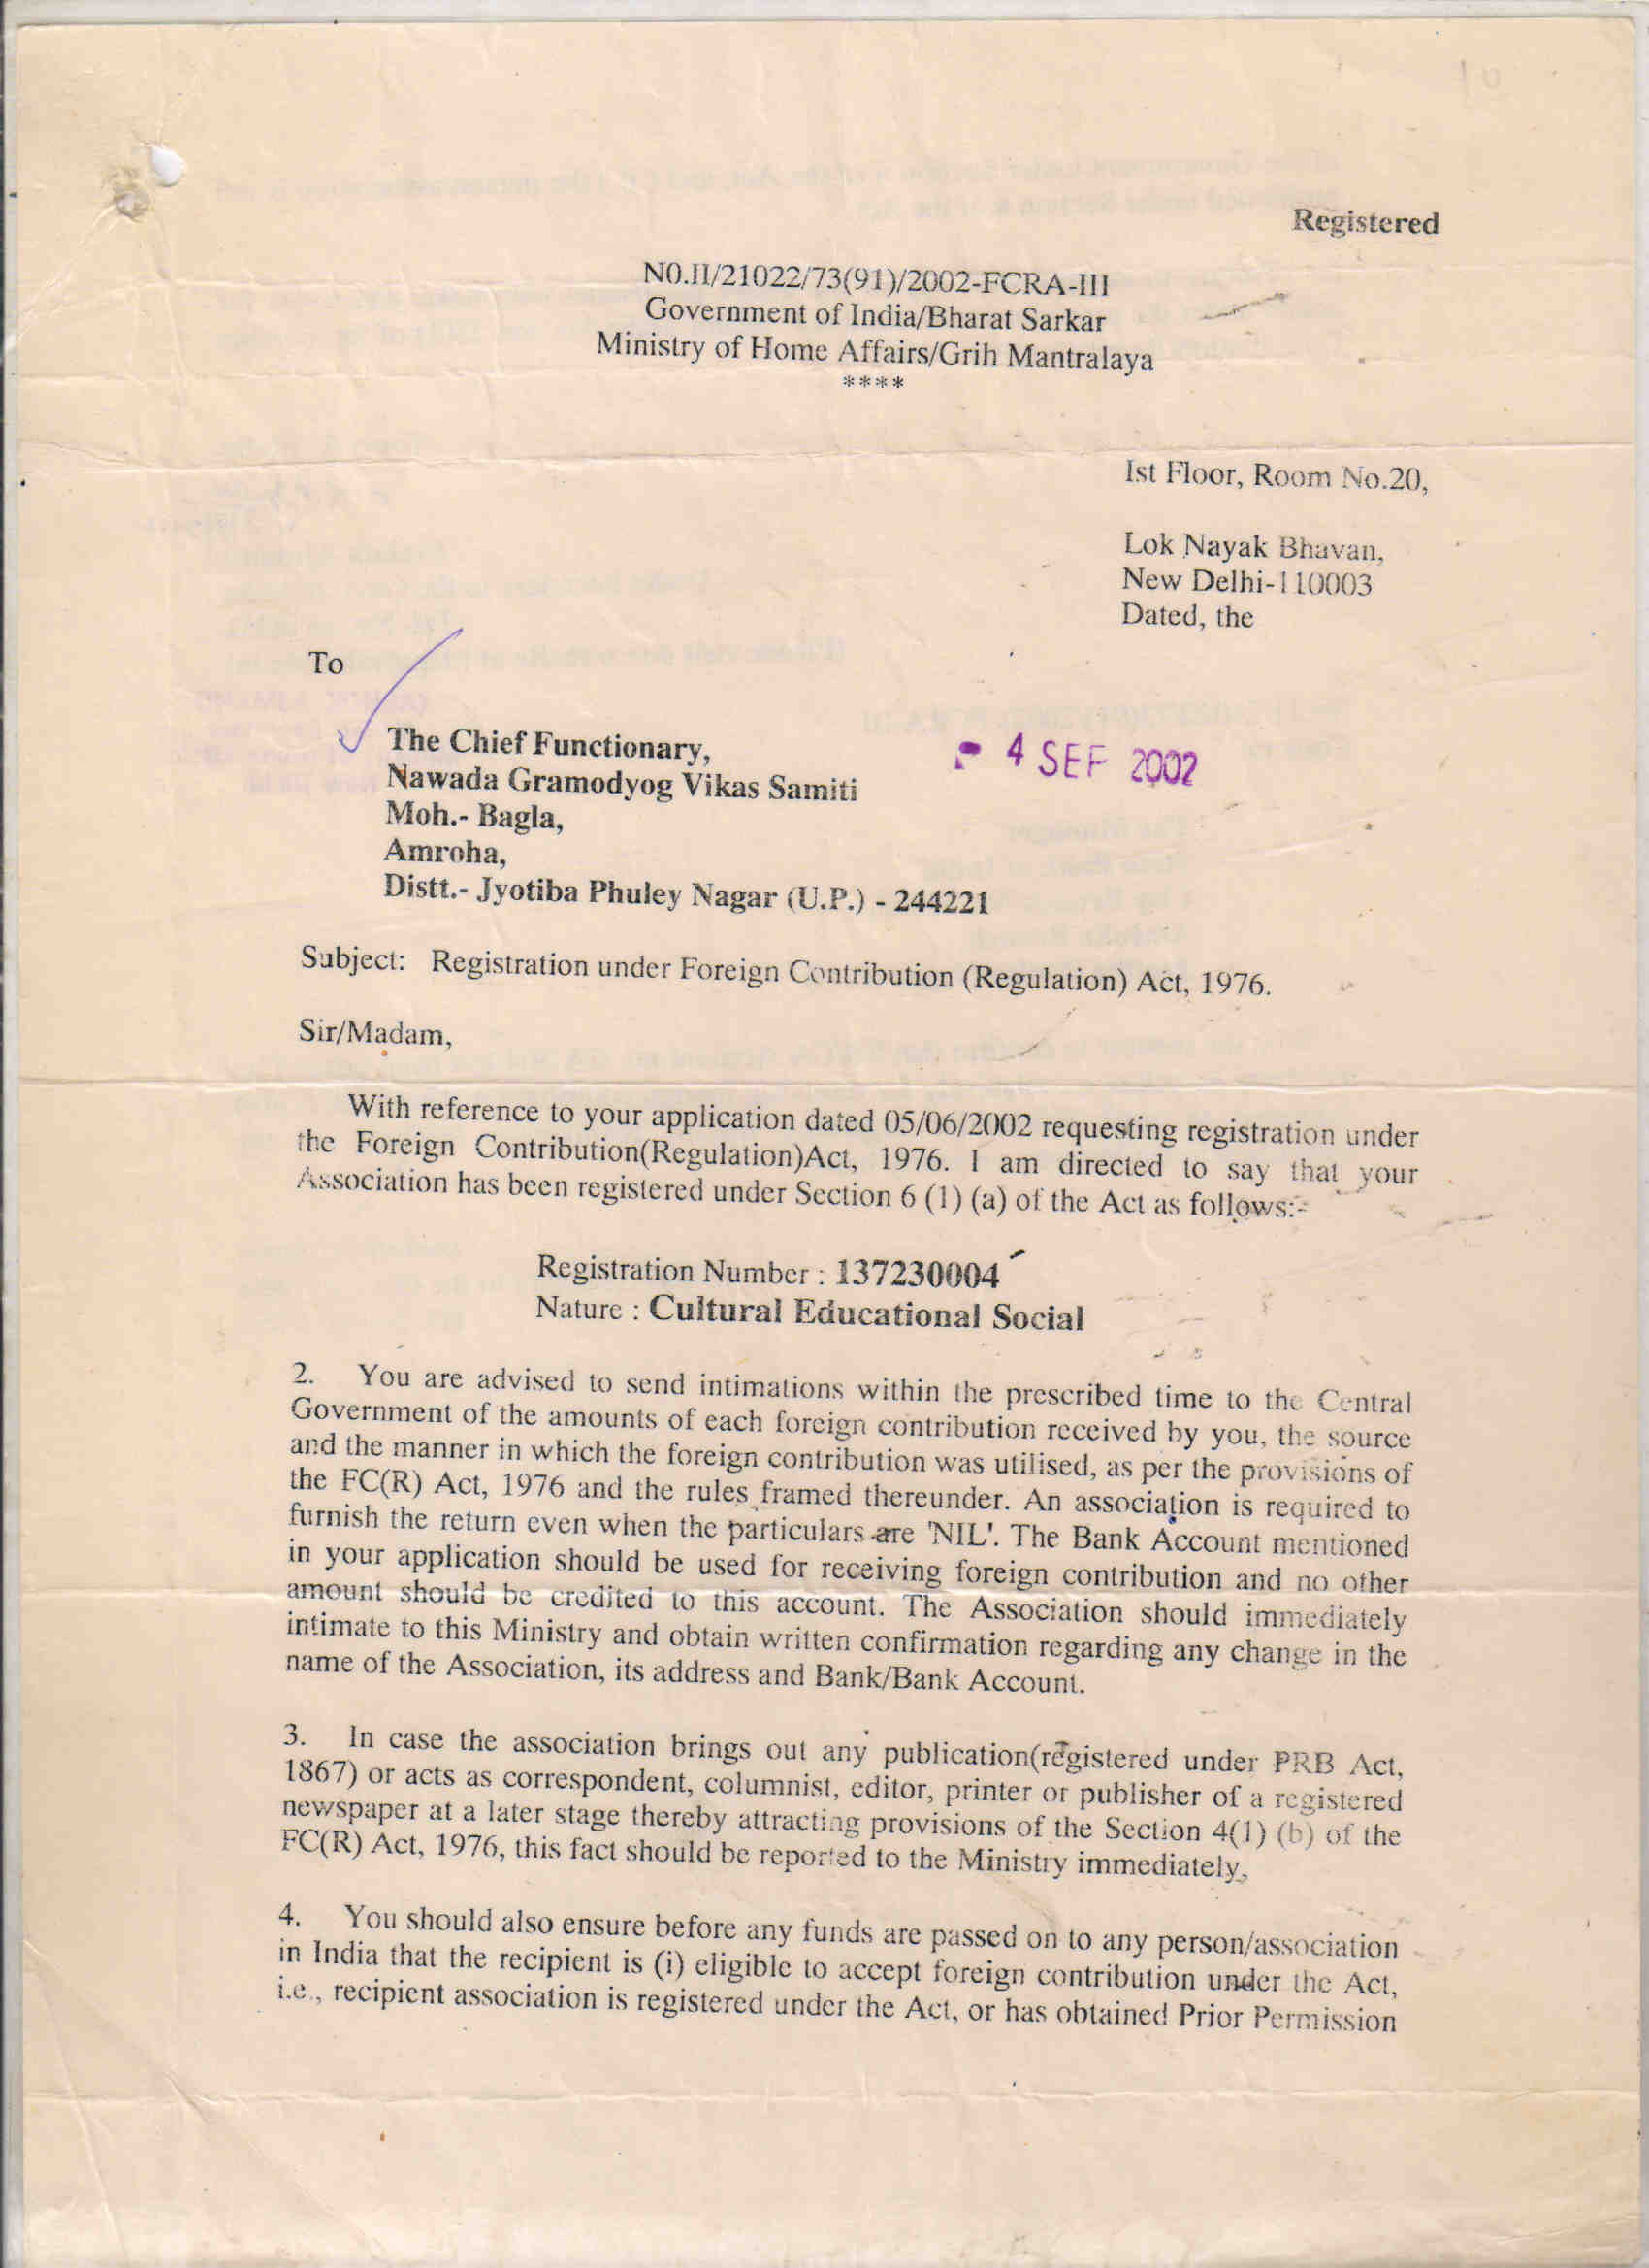 Registered
N0.II/21022/73(91)/2002-FCRA-III
Government of India/Bharat Sarkar
Ministry of Home Affairs/Grih Mantralaya
****
Ist Floor, Room No.20,
Lok Nayak Bhavan,
New Delhi-110003
Dated, the
To
4 SEP 2002
The Chief Functionary,
Nawada Gramodyog Vikas Samiti
Moh.- Bagla,
Amroha,
Distt.- Jyotiba Phuley Nagar (U.P.) - 244221
Subject: Registration under Foreign Contribution (Regulation) Act, 1976.
Sir/Madam,
With reference to your application dated 05/06/2002 requesting registration under
the Foreign Contribution(Regulation)Act, 1976. I am directed to say that your
Association has been registered under Section 6 (1) (a) of the Act as follows:-
Registration Number : 137230004
Nature : Cultural Educational Social
2. You are advised to send intimations within the prescribed time to the Central
Government of the amounts of each foreign contribution received by you, the source
and the manner in which the foreign contribution was utilised, as per the provisions of
the FC(R) Act, 1976 and the rules framed thereunder. An association is required to
furnish the return even when the particulars are 'NIL'. The Bank Account mentioned
in your application should be used for receiving foreign contribution and no other
amount should be credited to this account. The Association should immediately
intimate to this Ministry and obtain written confirmation regarding any change in the
name of the Association, its address and Bank/Bank Account.
3. In case the association brings out any publication(registered under PRB Act,
1867) or acts as correspondent, columnist, editor, printer or publisher of a registered
newspaper at a later stage thereby attracting provisions of the Section 4(1) (b) of the
FC(R) Act, 1976, this fact should be reported to the Ministry immediately.
4. You should also ensure before any funds are passed on to any person/association
in India that the recipient is (i) eligible to accept foreign contribution under the Act,
i.e., recipient association is registered under the Act, or has obtained Prior Permission